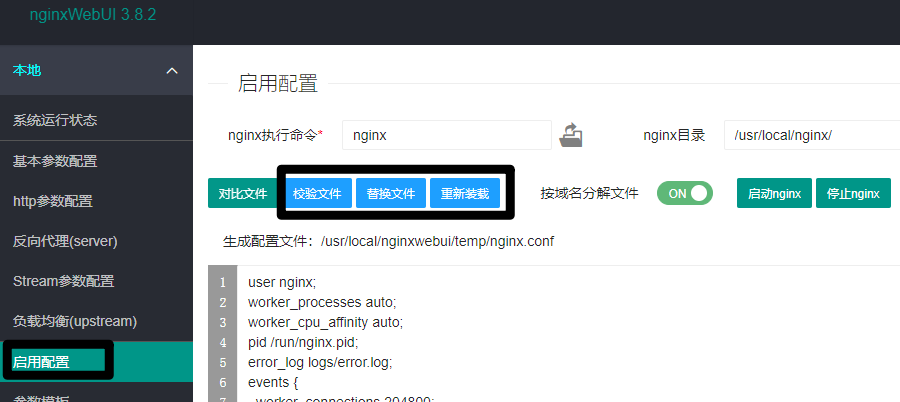 nginxWebUI 3.8.2
本地
系统运行状态
基本参数配置
http参数配置
反向代理(server)
Stream参数配置
负载均衡(upstream)
启用配置
参数模板
启用配置
nginx执行命令* nginx nginx目录 /usr/local/nginx/
对比文件 校验文件 替换文件 重新装载 按域名分解文件 ON 启动nginx 停止nginx
生成配置文件：/usr/local/nginxwebui/temp/nginx.conf
1 user nginx;
2 worker_processes auto;
3 worker_cpu_affinity auto;
4 pid /run/nginx.pid;
5 error_log logs/error.log;
6 events {
7 worker_connections 204800;